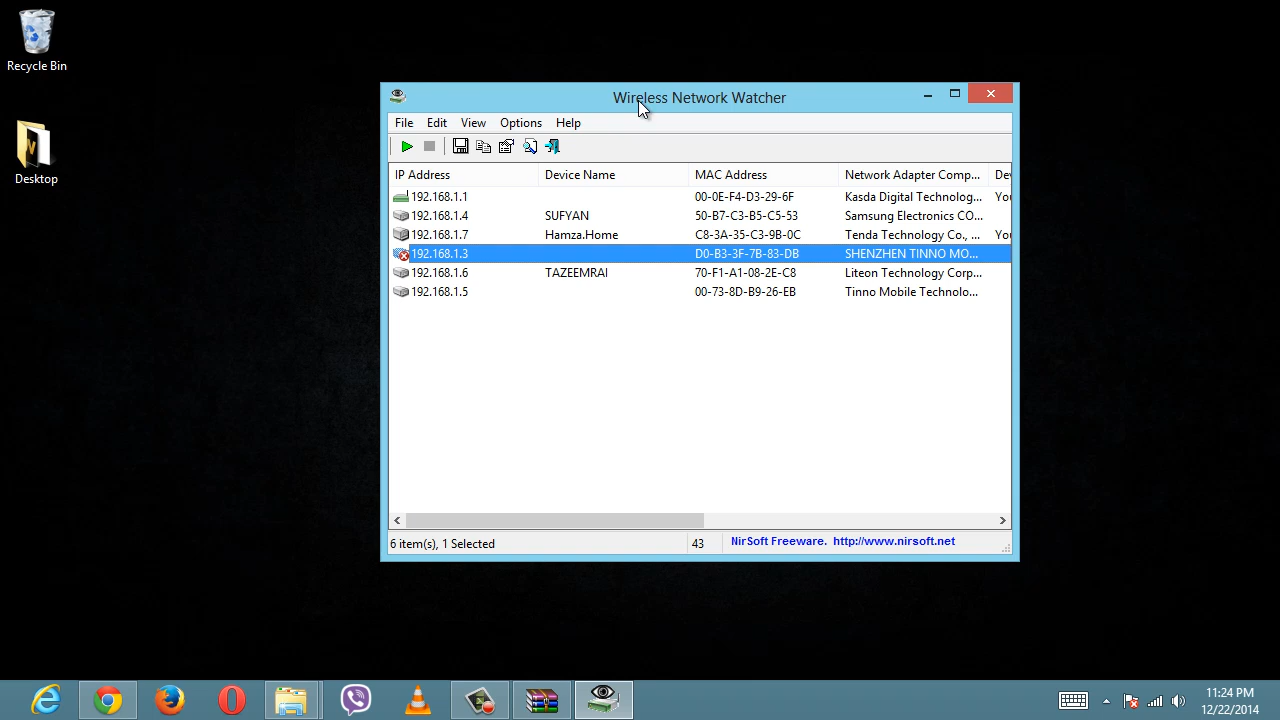 Recycle Bin
Desktop
Wireless Network Watcher
File Edit View Options Help
IP Address Device Name MAC Address Network Adapter Comp... Dev
192.168.1.1 00-0E-F4-D3-29-6F Kasda Digital Technolog... You
192.168.1.4 SUFYAN 50-B7-C3-B5-C5-53 Samsung Electronics CO...
192.168.1.7 Hamza.Home C8-3A-35-C3-9B-0C Tenda Technology Co., ... You
192.168.1.3 D0-B3-3F-7B-83-DB SHENZHEN TINNO MO...
192.168.1.6 TAZEEMRAI 70-F1-A1-08-2E-C8 Liteon Technology Corp...
192.168.1.5 00-73-8D-B9-26-EB Tinno Mobile Technolo...
6 item(s), 1 Selected 43 NirSoft Freeware. http://www.nirsoft.net
11:24 PM
12/22/2014